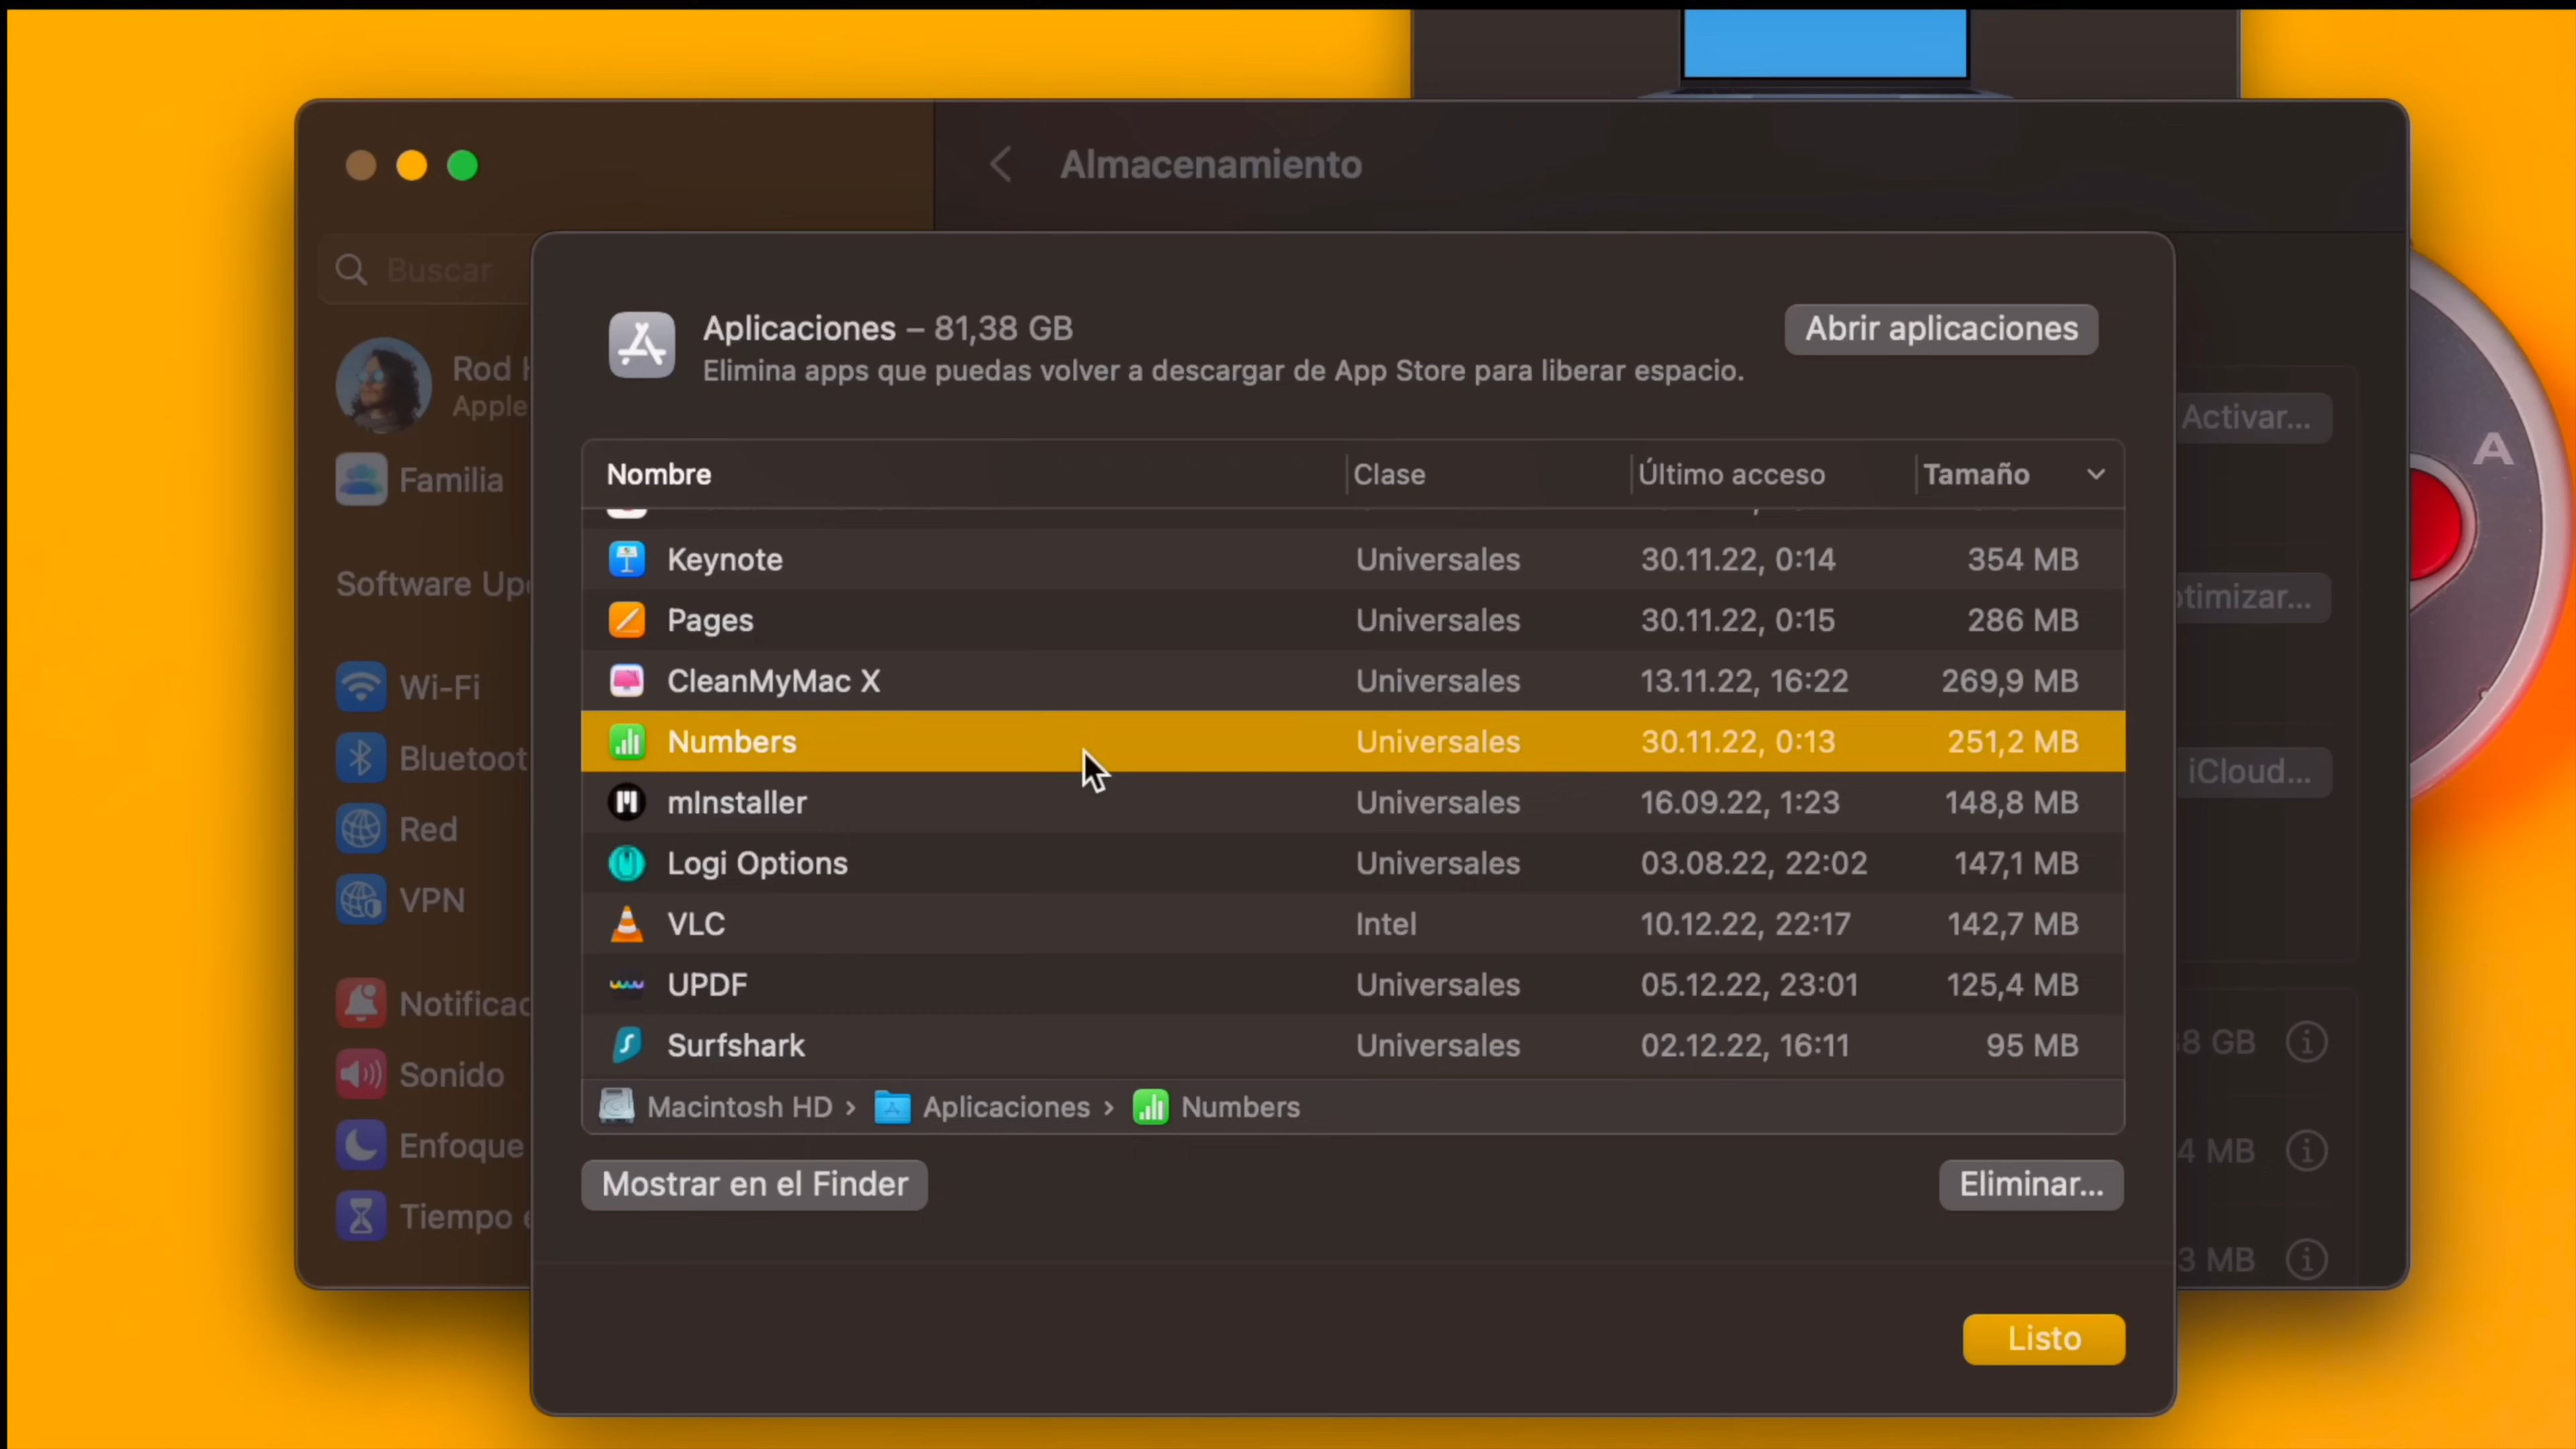 Almacenamiento
Buscar
Rod
Apple
Familia
Software Up
Wi-Fi
Bluetoot
Red
VPN
Notificac
Sonido
Enfoque
Tiempo
Aplicaciones – 81,38 GB
Elimina apps que puedas volver a descargar de App Store para liberar espacio.
Abrir aplicaciones
Nombre Clase Último acceso Tamaño
Keynote Universales 30.11.22, 0:14 354 MB
Pages Universales 30.11.22, 0:15 286 MB
CleanMyMac X Universales 13.11.22, 16:22 269,9 MB
Numbers Universales 30.11.22, 0:13 251,2 MB
mInstaller Universales 16.09.22, 1:23 148,8 MB
Logi Options Universales 03.08.22, 22:02 147,1 MB
VLC Intel 10.12.22, 22:17 142,7 MB
UPDF Universales 05.12.22, 23:01 125,4 MB
Surfshark Universales 02.12.22, 16:11 95 MB
Macintosh HD › Aplicaciones › Numbers
Mostrar en el Finder
Eliminar...
Listo
Activar...
timizar...
iCloud...
8 GB
4 MB
3 MB
A